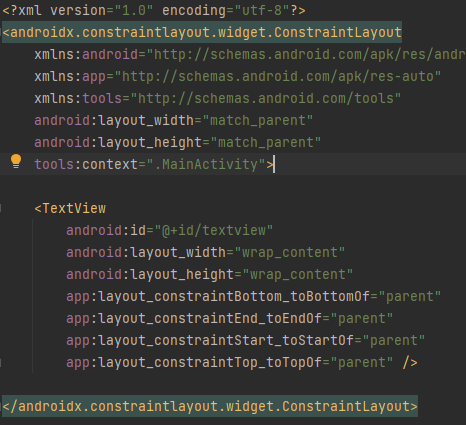 <?xml version="1.0" encoding="utf-8"?>
<androidx.constraintlayout.widget.ConstraintLayout
xmlns:android="http://schemas.android.com/apk/res/andr
xmlns:app="http://schemas.android.com/apk/res-auto"
xmlns:tools="http://schemas.android.com/tools"
android:layout_width="match_parent"
android:layout_height="match_parent"
tools:context=".MainActivity">
<TextView
android:id="@+id/textview"
android:layout_width="wrap_content"
android:layout_height="wrap_content"
app:layout_constraintBottom_toBottomOf="parent"
app:layout_constraintEnd_toEndOf="parent"
app:layout_constraintStart_toStartOf="parent"
app:layout_constraintTop_toTopOf="parent" />
</androidx.constraintlayout.widget.ConstraintLayout>